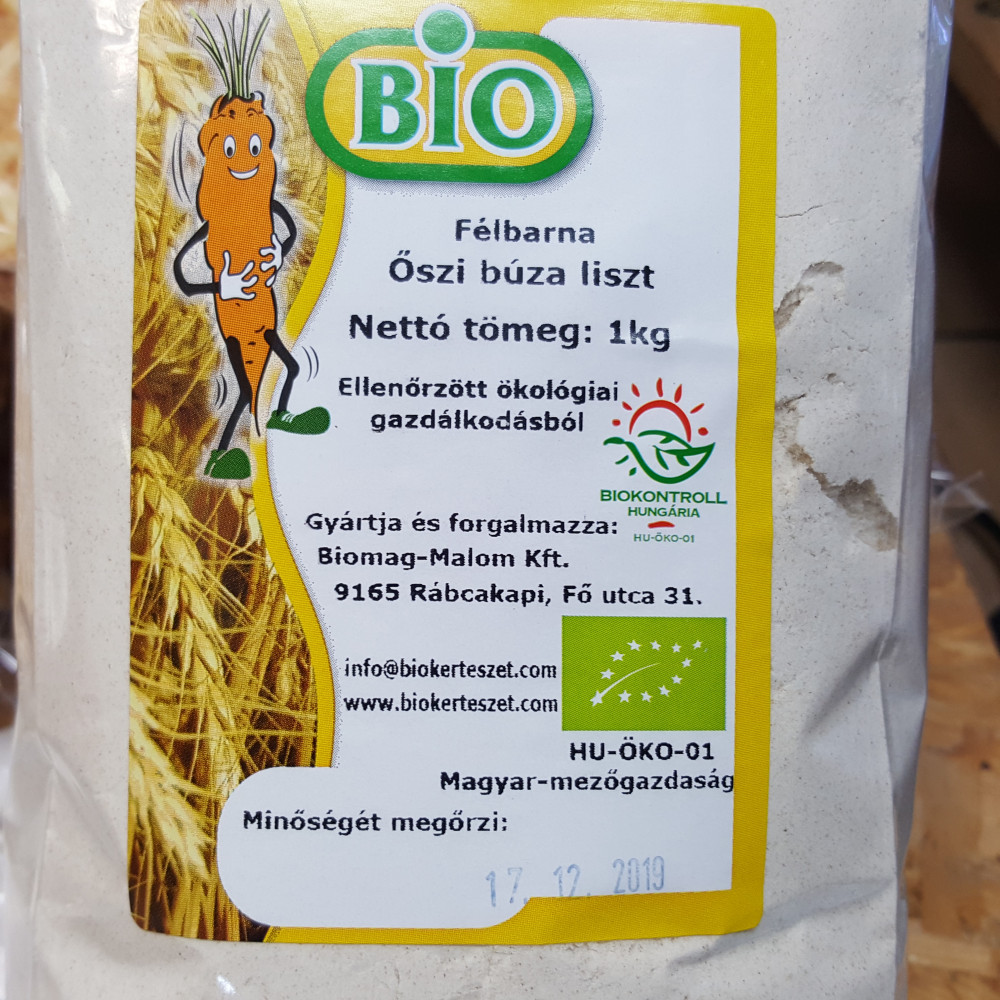 BIO
Félbarna
Őszi búza liszt
Nettó tömeg: 1kg
Ellenőrzött ökológiai
gazdálkodásból
BIOKONTROLL
HUNGÁRIA
HU-ÖKO-01
Gyártja és forgalmazza:
Biomag-Malom Kft.
9165 Rábcakapi, Fő utca 31.
info@biokerteszet.com
www.biokerteszet.com
HU-ÖKO-01
Magyar-mezőgazdaság
Minőségét megőrzi:
17. 12. 2019